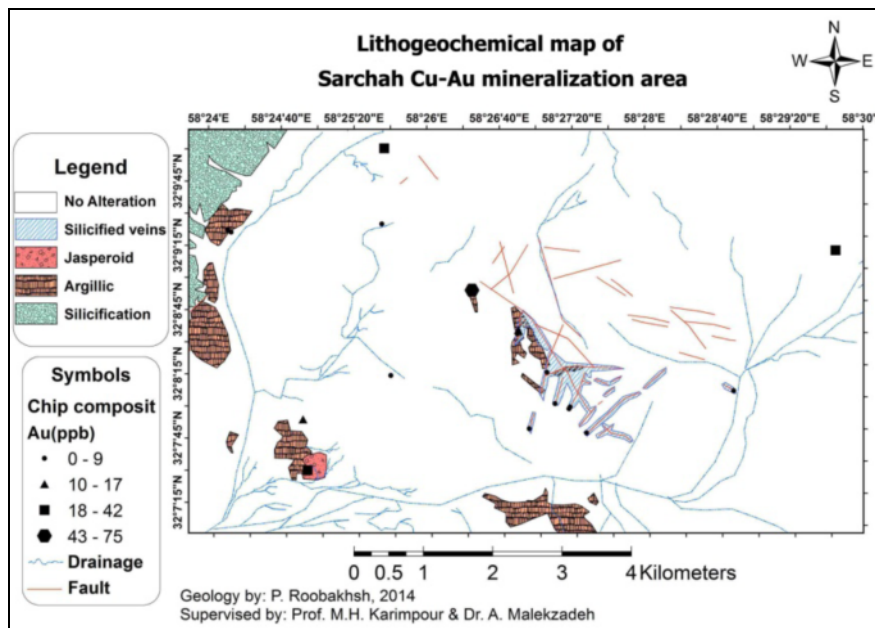 Lithogeochemical map of
Sarchah Cu-Au mineralization area
N
W E
S
58°24'E 58°24'40"E 58°25'20"E 58°26'E 58°26'40"E 58°27'20"E 58°28'E 58°28'40"E 58°29'20"E 58°30'
32°9'45"N
32°9'15"N
32°8'45"N
32°8'15"N
32°7'45"N
32°7'15"N
Legend
No Alteration
Silicified veins
Jasperoid
Argillic
Silicification
Symbols
Chip composit
Au(ppb)
0 - 9
10 - 17
18 - 42
43 - 75
Drainage
Fault
0 0.5 1 2 3 4 Kilometers
Geology by: P. Roobakhsh, 2014
Supervised by: Prof. M.H. Karimpour & Dr. A. Malekzadeh